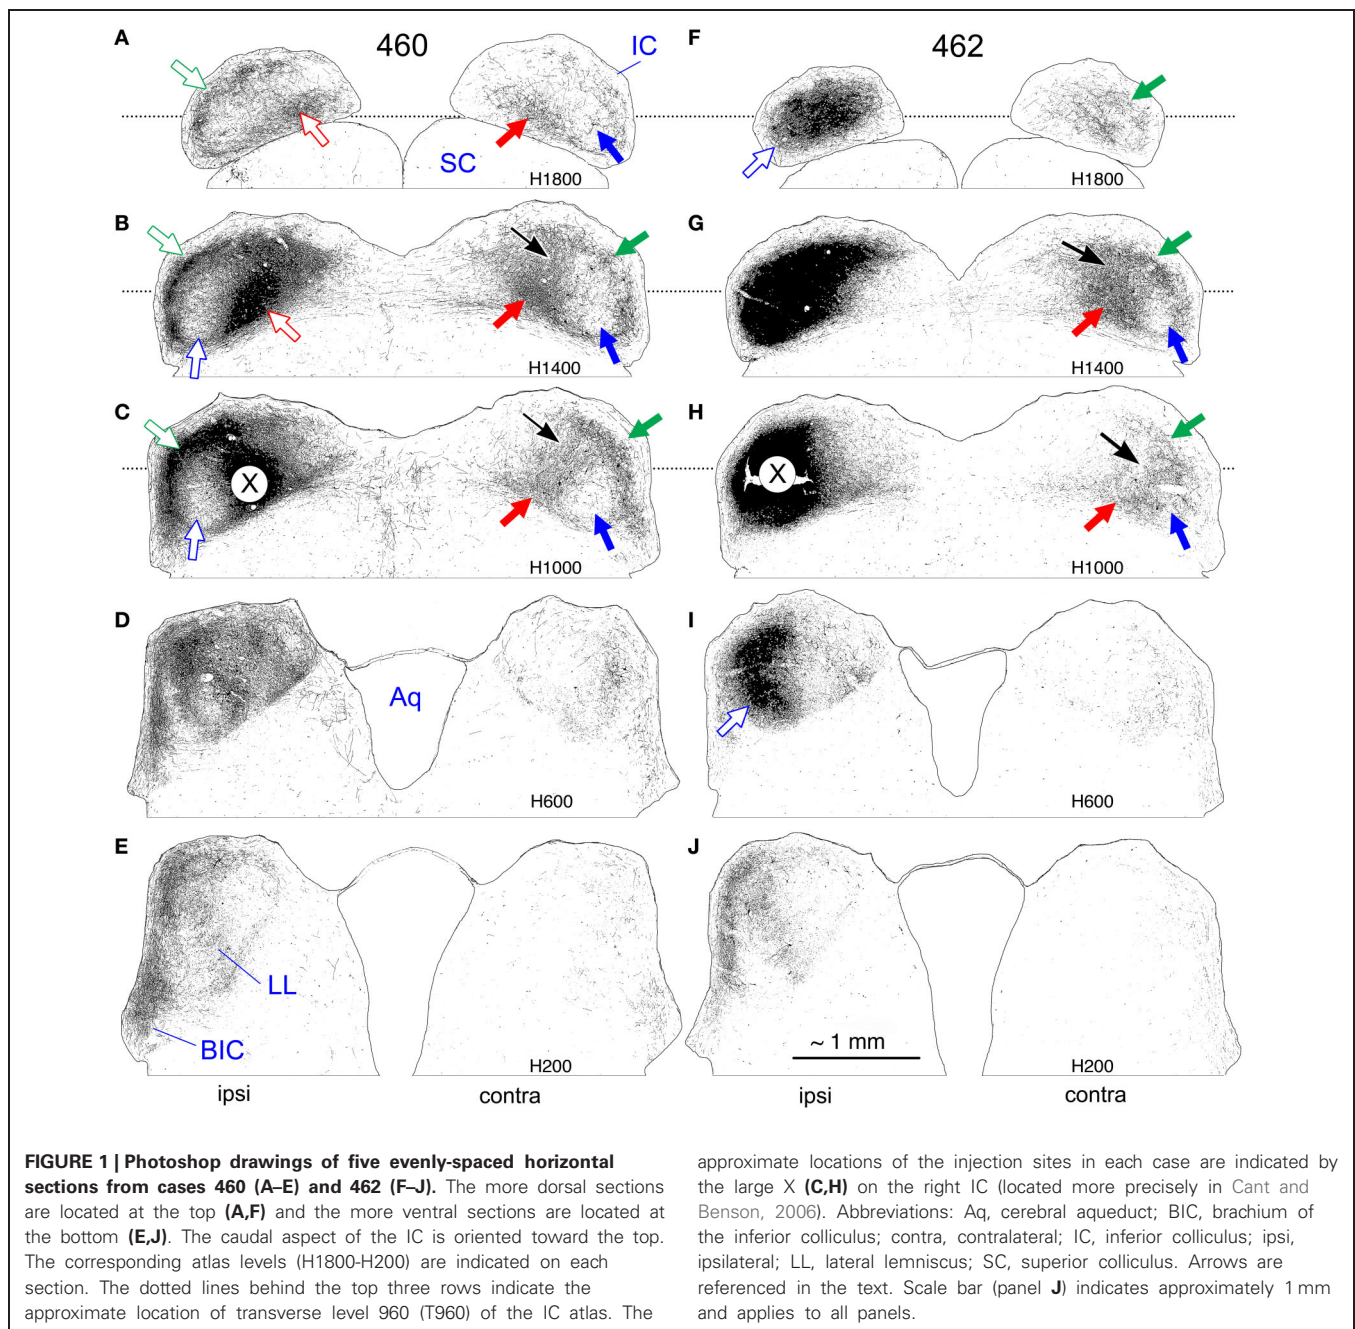 A
460
IC
SC
H1800
F
462
H1800
B
H1400
G
H1400
C
X
H1000
H
X
H1000
D
Aq
H600
I
H600
E
LL
BIC
H200
ipsi
contra
J
~ 1 mm
H200
ipsi
contra
FIGURE 1 | Photoshop drawings of five evenly-spaced horizontal
sections from cases 460 (A–E) and 462 (F–J). The more dorsal sections
are located at the top (A,F) and the more ventral sections are located at
the bottom (E,J). The caudal aspect of the IC is oriented toward the top.
The corresponding atlas levels (H1800-H200) are indicated on each
section. The dotted lines behind the top three rows indicate the
approximate location of transverse level 960 (T960) of the IC atlas. The
approximate locations of the injection sites in each case are indicated by
the large X (C,H) on the right IC (located more precisely in Cant and
Benson, 2006). Abbreviations: Aq, cerebral aqueduct; BIC, brachium of
the inferior colliculus; contra, contralateral; IC, inferior colliculus; ipsi,
ipsilateral; LL, lateral lemniscus; SC, superior colliculus. Arrows are
referenced in the text. Scale bar (panel J) indicates approximately 1 mm
and applies to all panels.